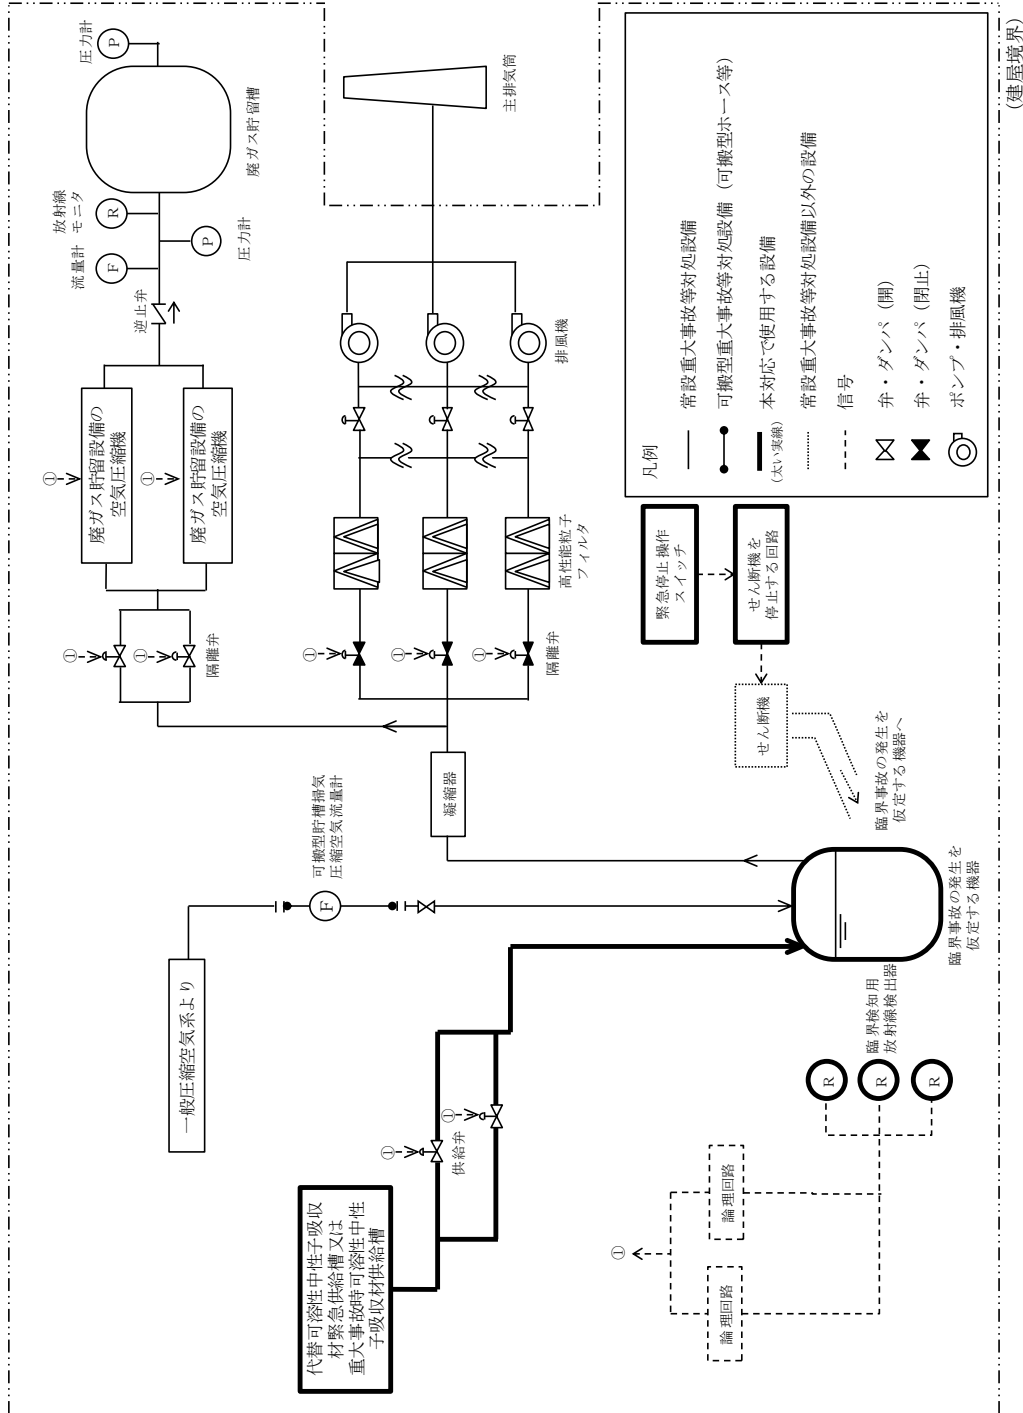 (建屋境界)
圧力計
P
廃ガス貯留槽
放射線
モニタ
R
流量計
F
P
圧力計
逆止弁
①
廃ガス貯留設備の
空気圧縮機
①
廃ガス貯留設備の
空気圧縮機
①
①
隔離弁
主排気筒
排風機
高性能粒子
フィルタ
①
①
①
隔離弁
凝縮器
凡例
常設重大事故等対処設備
可搬型重大事故等対処設備(可搬型ホース等)
本対応で使用する設備
(太い実線)
常設重大事故等対処設備以外の設備
信号
弁・ダンパ(開)
弁・ダンパ(閉止)
ポンプ・排風機
緊急停止操作
スイッチ
せん断機を
停止する回路
せん断機
臨界事故の発生を
仮定する機器へ
可搬型貯槽掃気
圧縮空気流量計
F
一般圧縮空気系より
臨界事故の発生を
仮定する機器
臨界検知用
放射線検出器
R
R
R
①
①
供給弁
代替可溶性中性子吸収
材緊急供給槽又は
重大事故時可溶性中性
子吸収材供給槽
①
論理回路
論理回路